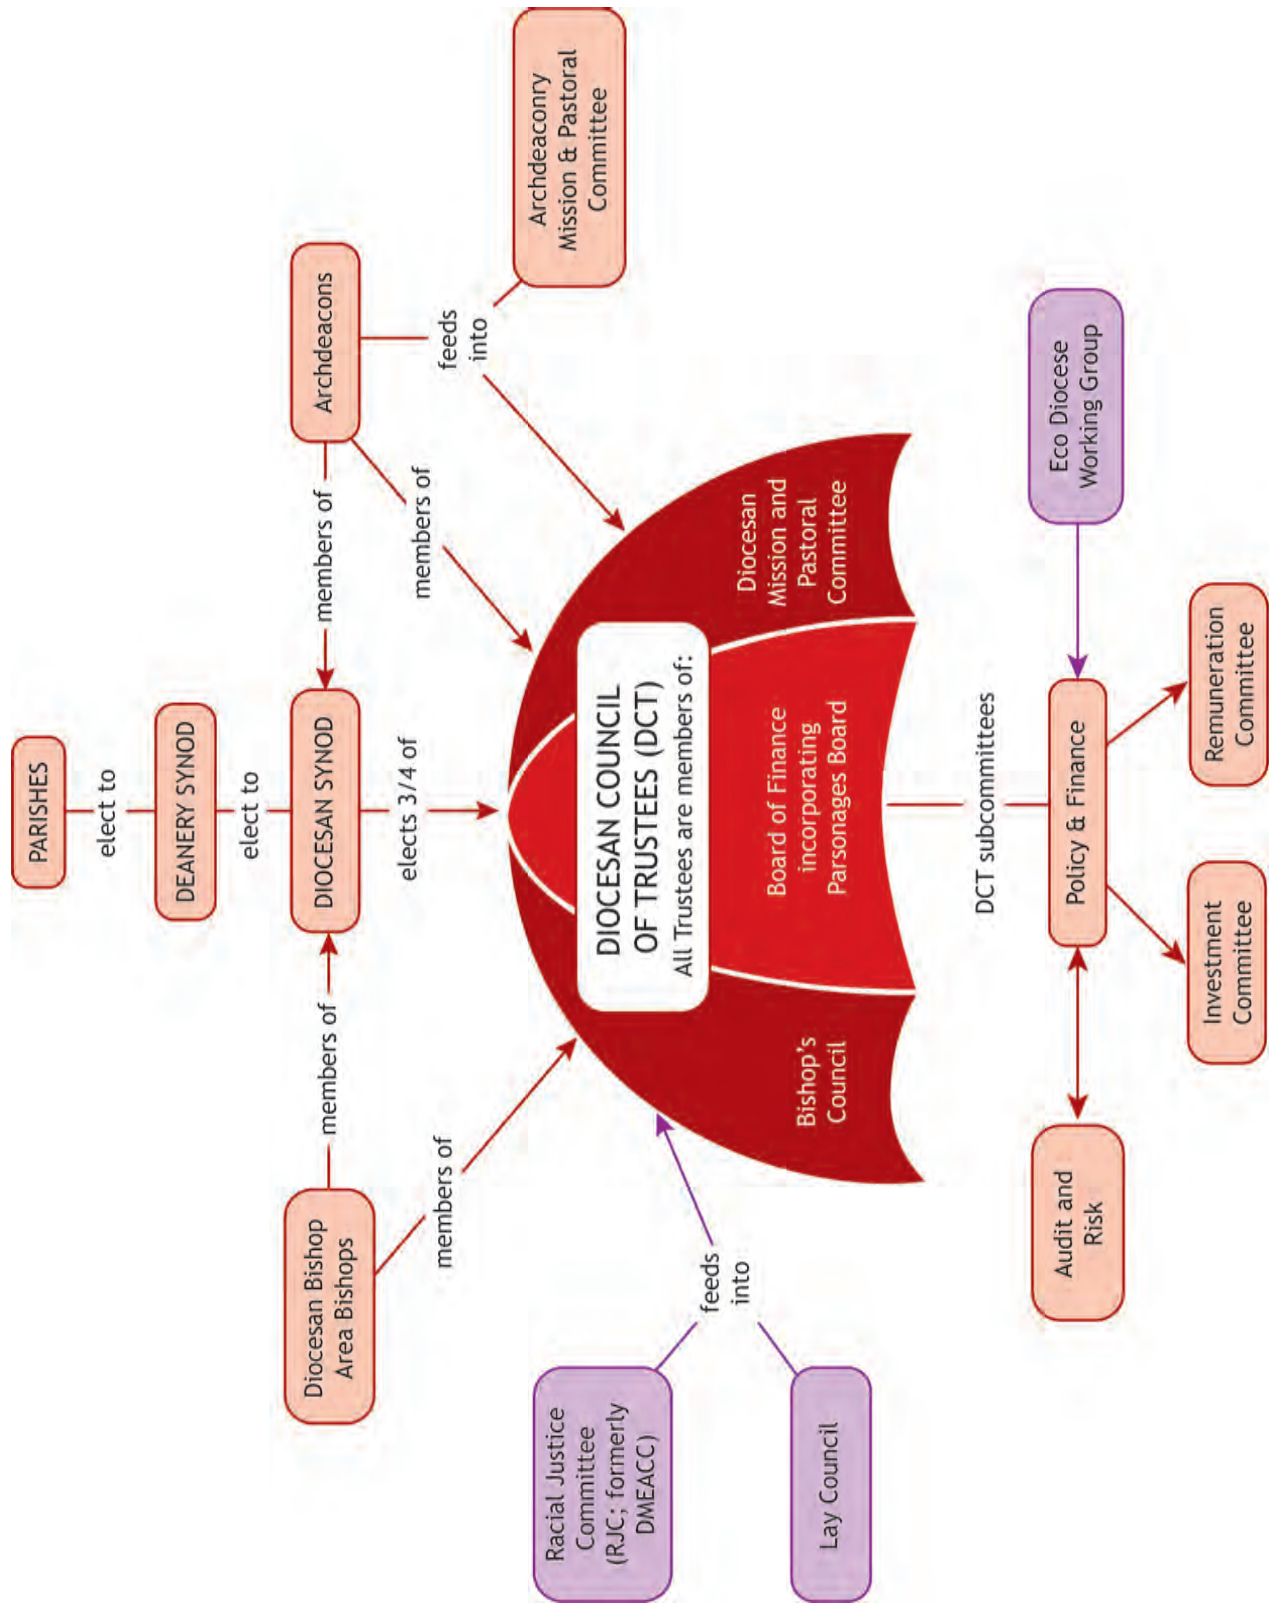 PARISHES
elect to
DEANERY SYNOD
elect to
Diocesan Bishop
Area Bishops
members of
DIOCESAN SYNOD
members of
Archdeacons
members of
elects 3/4 of
members of
feeds
into
Archdeaconry
Mission & Pastoral
Committee
Racial Justice
Committee
(RJC; formerly
DMEACC)
feeds
into
Lay Council
DIOCESAN COUNCIL
OF TRUSTEES (DCT)
All Trustees are members of:
Bishop's
Council
Board of Finance
incorporating
Parsonages Board
Diocesan
Mission and
Pastoral
Committee
DCT subcommittees
Audit and
Risk
Policy & Finance
Eco Diocese
Working Group
Investment
Committee
Remuneration
Committee